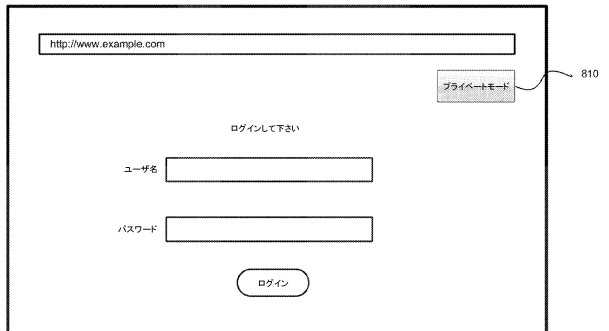 http://www.example.com
プライベートモード
810
ログインして下さい
ユーザ名
パスワード
ログイン